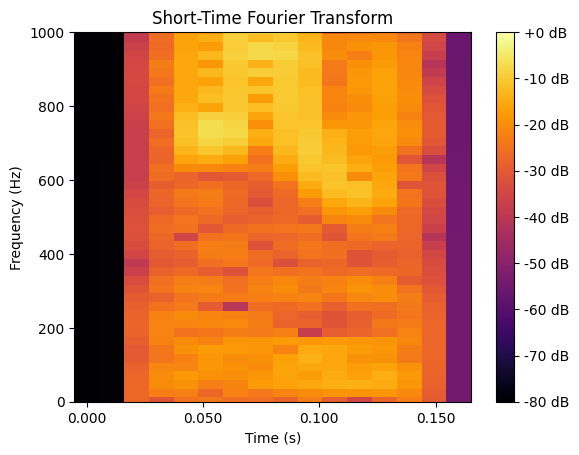 Short-Time Fourier Transform
1000
800
600
400
200
0
Frequency (Hz)
0.000
0.050
0.100
0.150
Time (s)
+0 dB
-10 dB
-20 dB
-30 dB
-40 dB
-50 dB
-60 dB
-70 dB
-80 dB